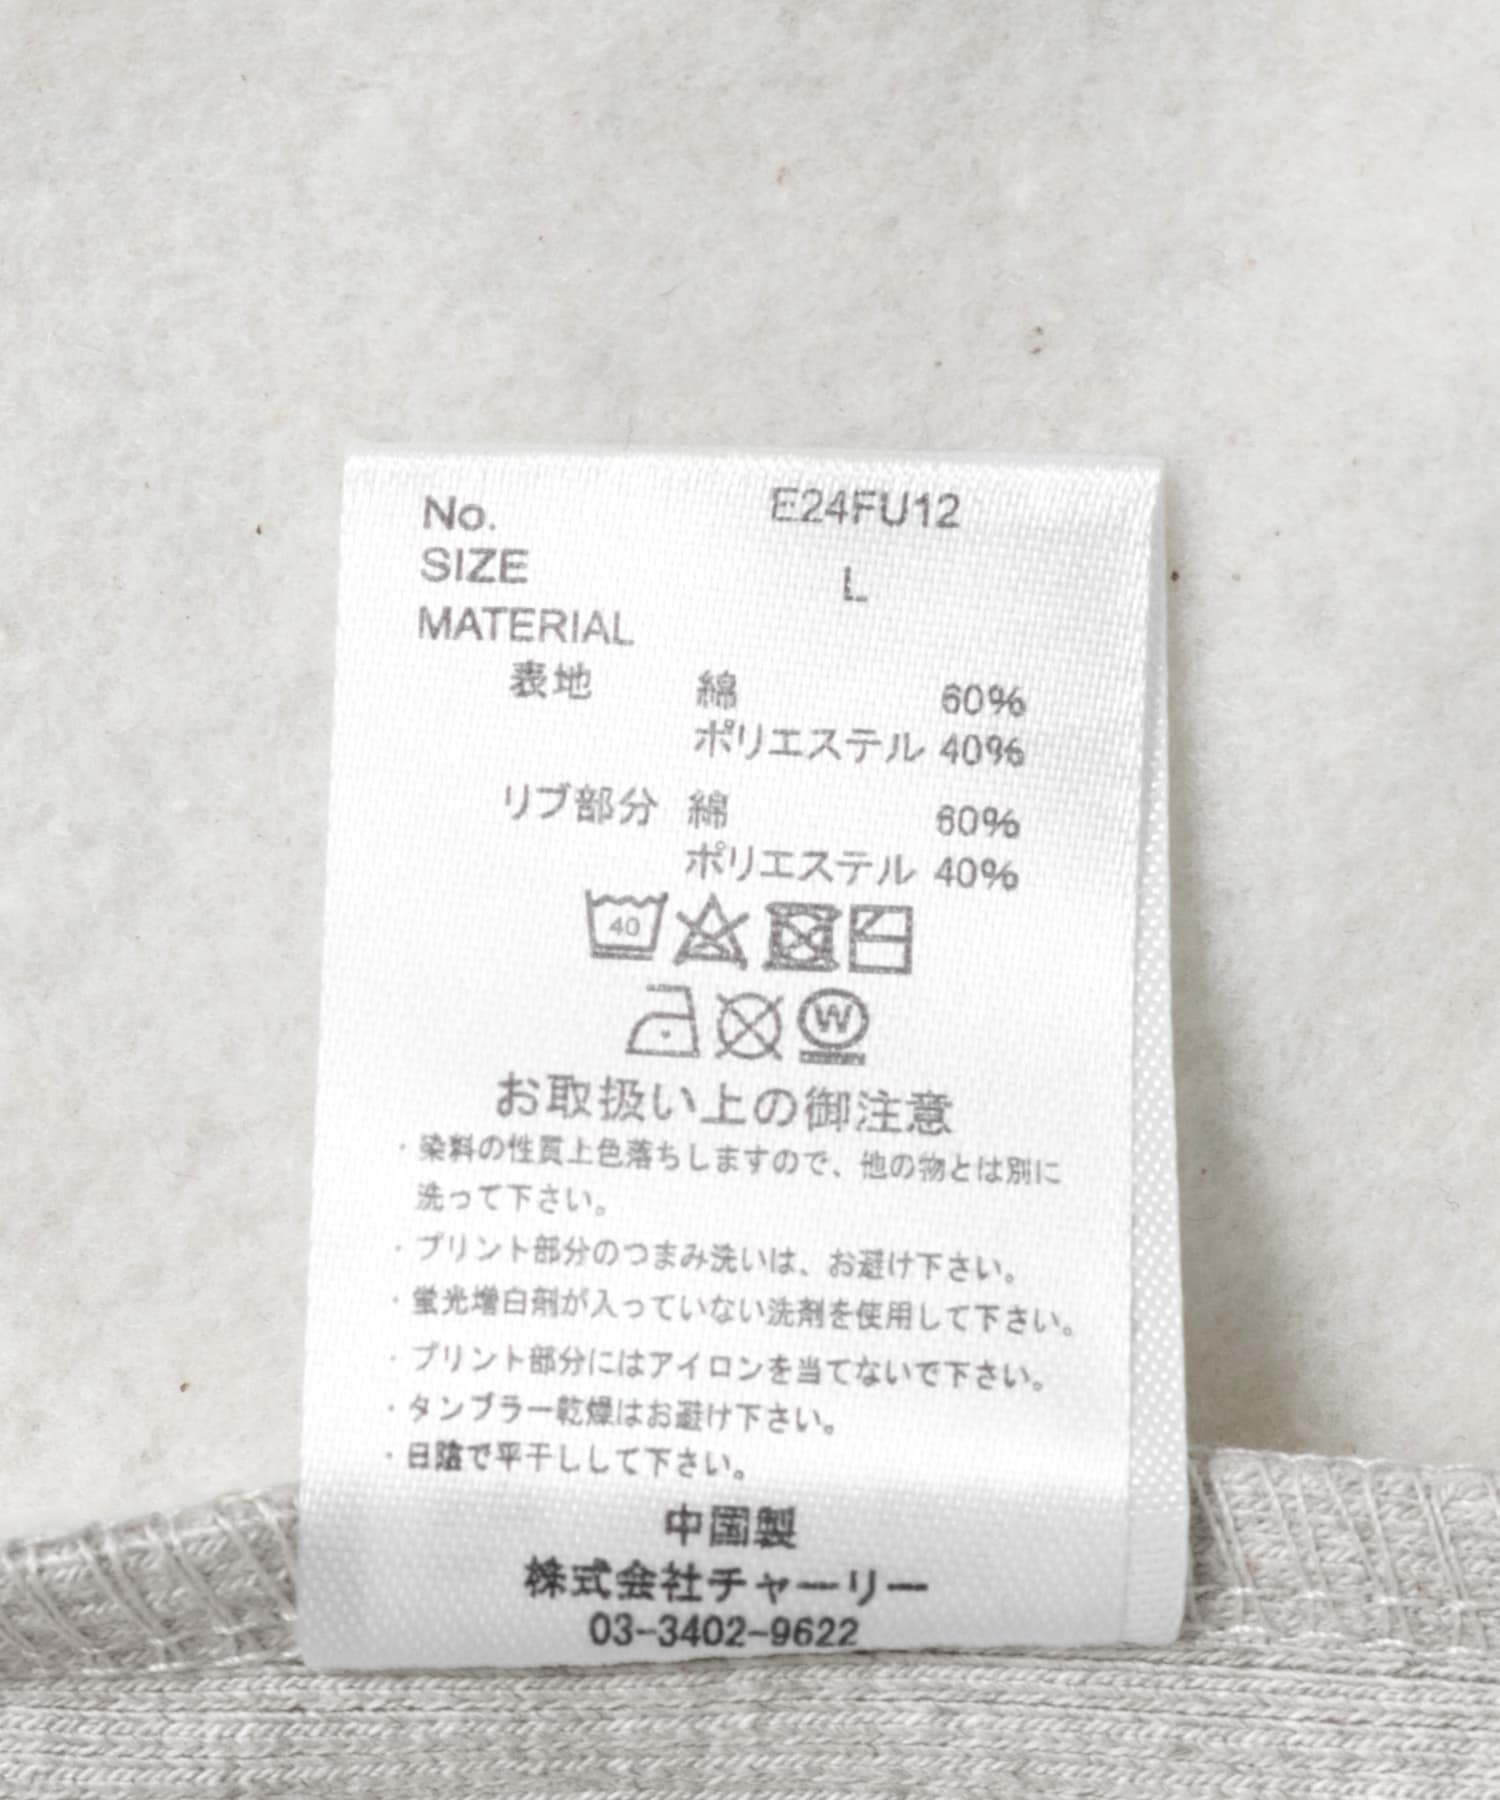 No. E24FU12
SIZE L
MATERIAL
表地 綿 60%
ポリエステル 40%
リブ部分 綿 60%
ポリエステル 40%
40
W
お取扱い上の御注意
・染料の性質上色落ちしますので、他の物とは別に
洗って下さい。
・プリント部分のつまみ洗いは、お避け下さい。
・蛍光増白剤が入っていない洗剤を使用して下さい。
・プリント部分にはアイロンを当てないで下さい。
・タンブラー乾燥はお避け下さい。
・日陰で平干しして下さい。
中国製
株式会社チャーリー
03-3402-9622